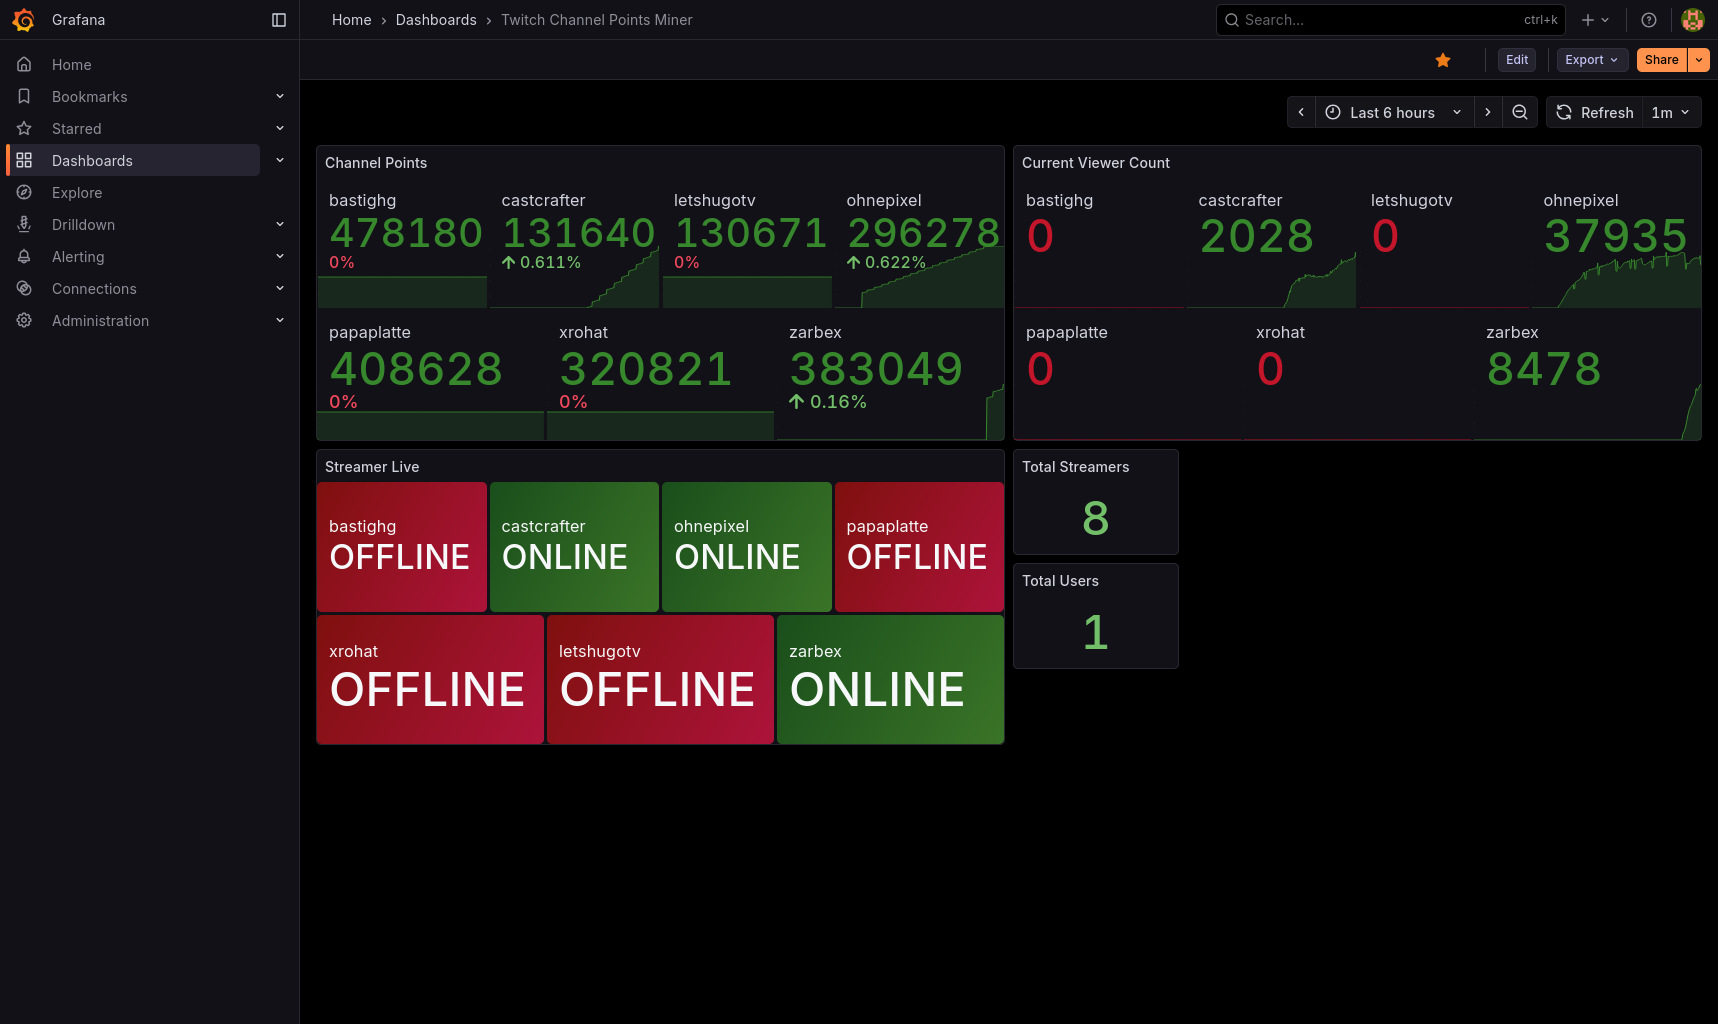 Grafana
Home
Dashboards
Twitch Channel Points Miner
Search...
ctrl+k
Home
Bookmarks
Starred
Dashboards
Explore
Drilldown
Alerting
Connections
Administration
Edit
Export
Share
Last 6 hours
Refresh
1m
Channel Points
bastighg
478180
0%
castcrafter
131640
0.611%
letshugotv
130671
0%
ohnepixel
296278
0.622%
papaplatte
408628
0%
xrohat
320821
0%
zarbex
383049
0.16%
Current Viewer Count
bastighg
0
castcrafter
2028
letshugotv
0
ohnepixel
37935
papaplatte
0
xrohat
0
zarbex
8478
Streamer Live
bastighg
OFFLINE
castcrafter
ONLINE
ohnepixel
ONLINE
papaplatte
OFFLINE
xrohat
OFFLINE
letshugotv
OFFLINE
zarbex
ONLINE
Total Streamers
8
Total Users
1